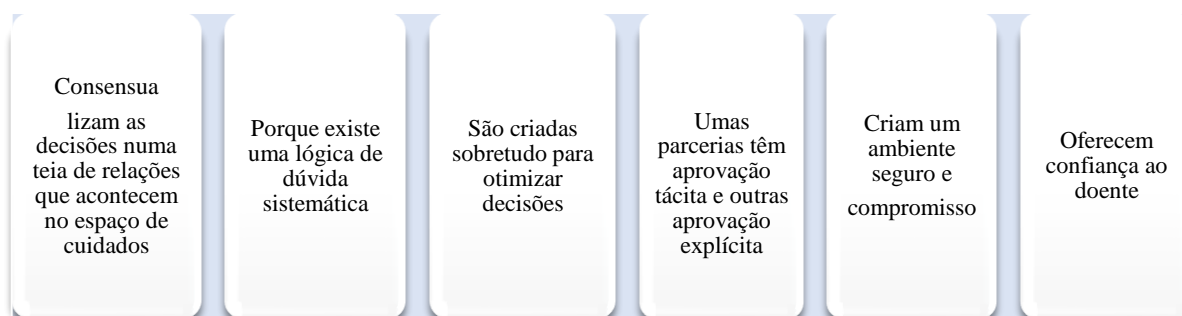 Consensua
lizam as
decisões numa
teia de relações
que acontecem
no espaço de
cuidados
Porque existe
uma lógica de
dúvida
sistemática
São criadas
sobretudo para
otimizar
decisões
Umas
parcerias têm
aprovação
tácita e outras
aprovação
explícita
Criam um
ambiente
seguro e
compromisso
Oferecem
confiança ao
doente